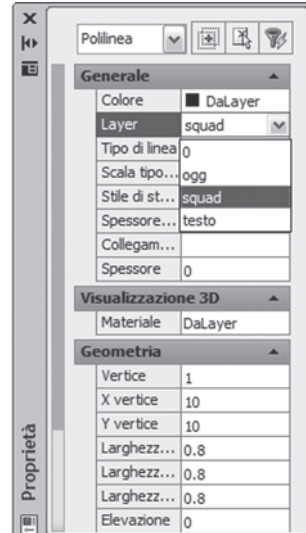 Polilinea
Generale
Colore DaLayer
Layer squad
Tipo di linea 0
Scala tipo... ogg
Stile di st... squad
Spessore... testo
Collegam...
Spessore 0
Visualizzazione 3D
Materiale DaLayer
Geometria
Vertice 1
X vertice 10
Y vertice 10
Larghezz... 0.8
Larghezz... 0.8
Larghezz... 0.8
Elevazione 0
Proprietà